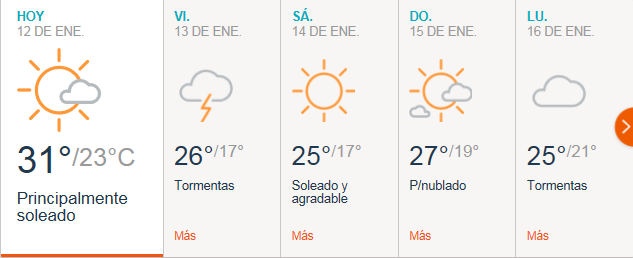 HOY
12 DE ENE.
31°/23°C
Principalmente
soleado
VI.
13 DE ENE.
26°/17°
Tormentas
Más
SÁ.
14 DE ENE.
25°/17°
Soleado y
agradable
Más
DO.
15 DE ENE.
27°/19°
P/nublado
Más
LU.
16 DE ENE.
25°/21°
Tormentas
Más